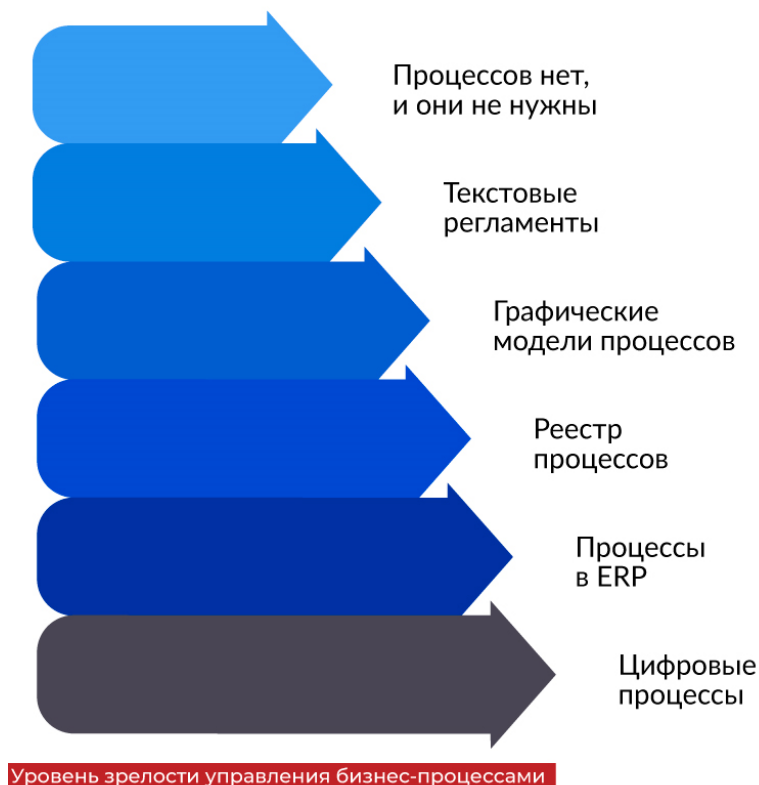 Процессов нет,
и они не нужны
Текстовые
регламенты
Графические
модели процессов
Реестр
процессов
Процессы
в ERP
Цифровые
процессы
Уровень зрелости управления бизнес-процессами